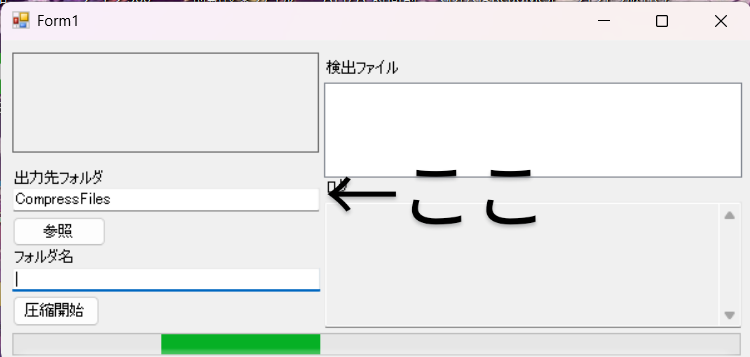 Form1
検出ファイル
出力先フォルダ
CompressFiles
←ここ
参照
フォルダ名
圧縮開始